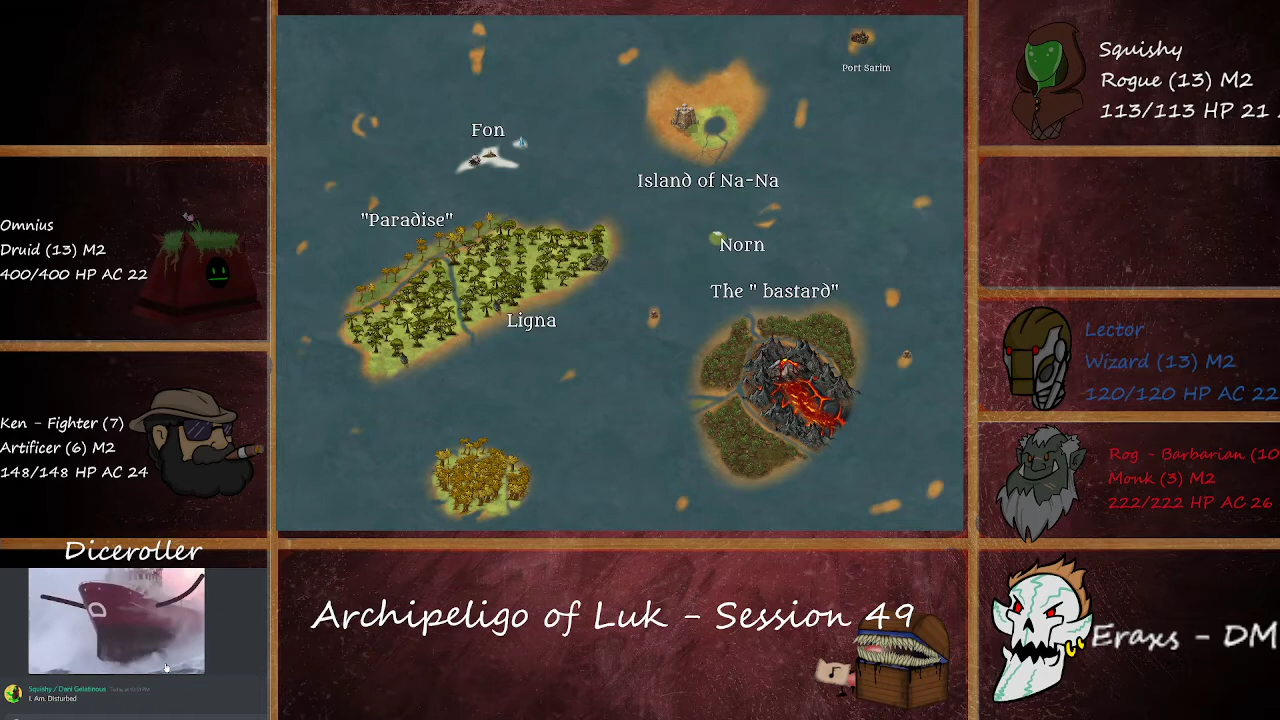 Omnius
Druid (13) M2
400/400 HP AC 22
Ken - Fighter (7)
Artificer (6) M2
148/148 HP AC 24
Diceroller
Squishy / Dani Gelatinous
I. Am. Disturbed
Port Sarim
Fon
Island of Na-Na
"Paradise"
Norn
The " bastard"
Ligna
Archipeligo of Luk - Session 49
Squishy
Rogue (13) M2
113/113 HP 21
Lector
Wizard (13) M2
120/120 HP AC 22
Rog - Barbarian (10
Monk (3) M2
222/222 HP AC 26
Eraxs - DM